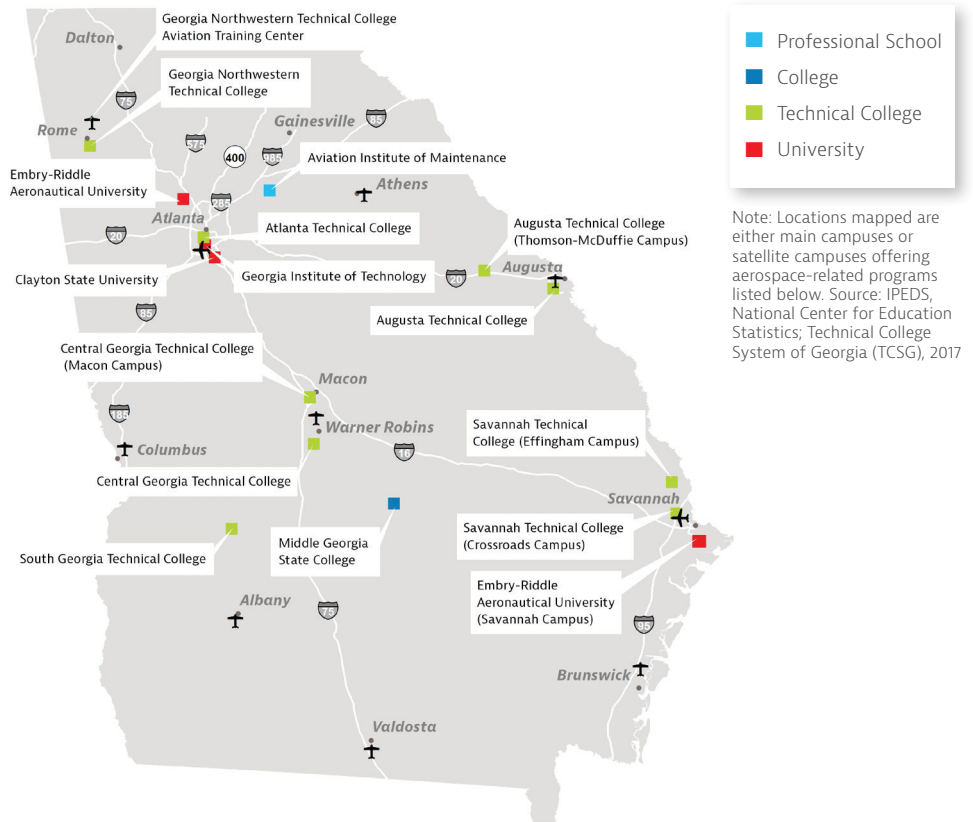 Georgia Northwestern Technical College
Aviation Training Center
Dalton
Georgia Northwestern
Technical College
75
Rome
Gainesville
85
575
400
985
Aviation Institute of Maintenance
Embry-Riddle
Aeronautical University
Athens
285
Atlanta
20
Atlanta Technical College
Augusta Technical College
(Thomson-McDuffie Campus)
Clayton State University
Georgia Institute of Technology
20
Augusta
85
Augusta Technical College
Central Georgia Technical College
(Macon Campus)
Macon
185
Warner Robins
Columbus
16
Savannah Technical
College (Effingham Campus)
Central Georgia Technical College
Savannah
South Georgia Technical College
Middle Georgia
State College
Savannah Technical College
(Crossroads Campus)
Embry-Riddle
Aeronautical University
(Savannah Campus)
Albany
75
95
Brunswick
Valdosta
Professional School
College
Technical College
University
Note: Locations mapped are
either main campuses or
satellite campuses offering
aerospace-related programs
listed below. Source: IPEDS,
National Center for Education
Statistics; Technical College
System of Georgia (TCSG), 2017